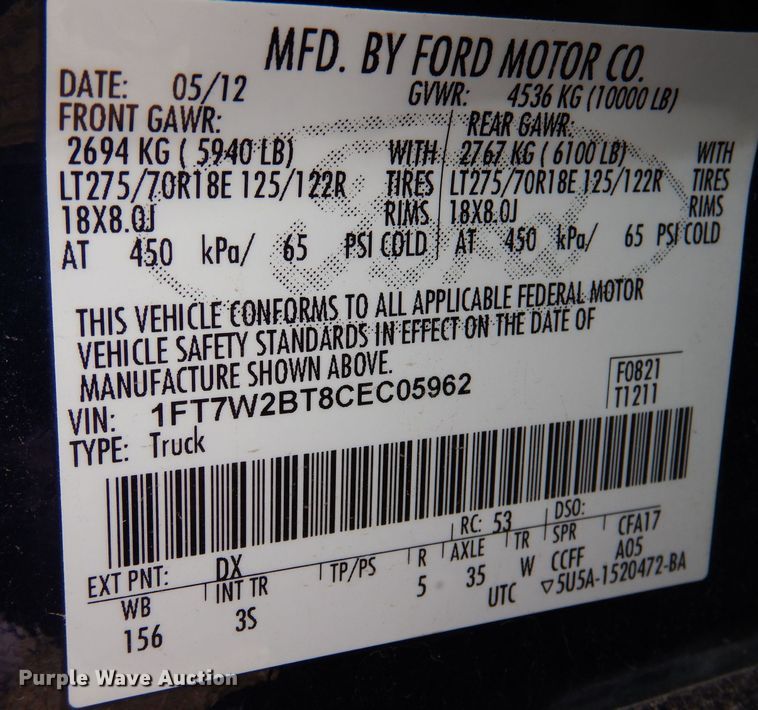 MFD. BY FORD MOTOR CO.
DATE: 05/12 GVWR: 4536 KG (10000 LB)
FRONT GAWR: REAR GAWR:
2694 KG ( 5940 LB) WITH 2767 KG ( 6100 LB) WITH
LT275/70R18E 125/122R TIRES LT275/70R18E 125/122R TIRES
18X8.0J RIMS 18X8.0J RIMS
AT 450 kPa/ 65 PSI COLD AT 450 kPa/ 65 PSI COLD
THIS VEHICLE CONFORMS TO ALL APPLICABLE FEDERAL MOTOR
VEHICLE SAFETY STANDARDS IN EFFECT ON THE DATE OF
MANUFACTURE SHOWN ABOVE.
VIN: 1FT7W2BT8CEC05962 F0821
TYPE: Truck T1211
RC: 53 DSO:
EXT PNT: DX
WB INT TR TP/PS R AXLE TR SPR CFA17
156 3S 5 35 W CCFF A05
UTC ▽5U5A-1520472-BA
Purple Wave Auction